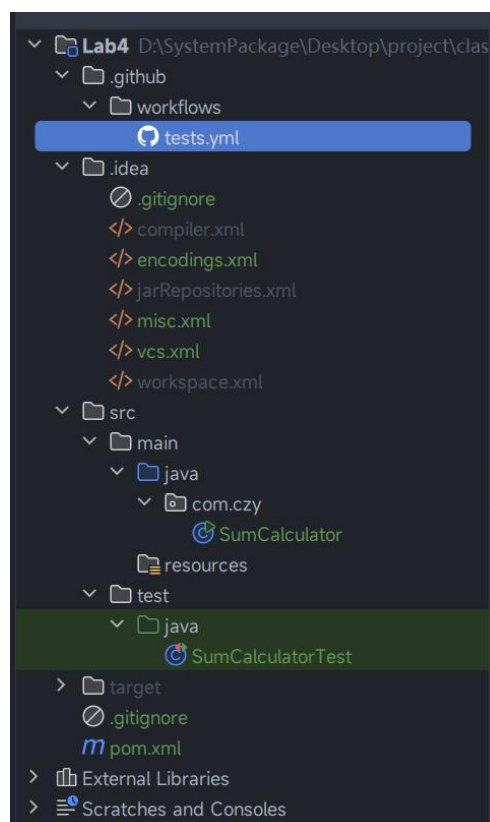 Lab4 D:\SystemPackage\Desktop\project\clas
.github
workflows
tests.yml
.idea
.gitignore
compiler.xml
encodings.xml
jarRepositories.xml
misc.xml
vcs.xml
workspace.xml
src
main
java
com.czy
SumCalculator
resources
test
java
SumCalculatorTest
target
.gitignore
pom.xml
External Libraries
Scratches and Consoles